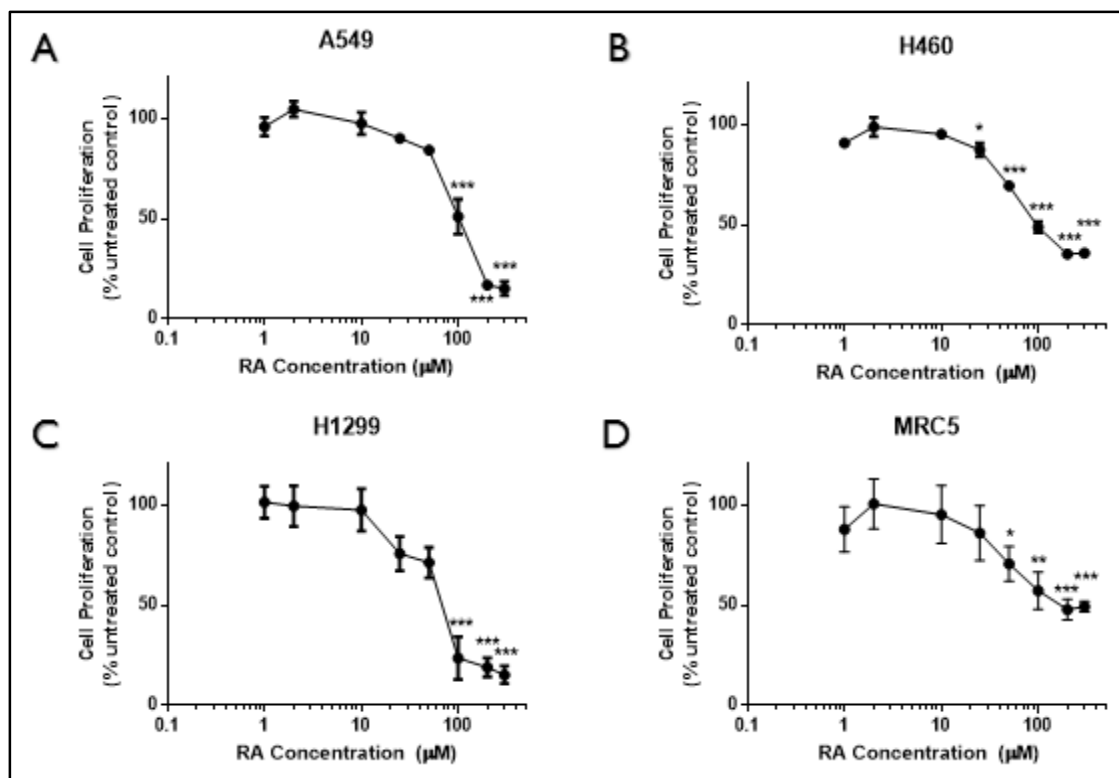 A
A549
Cell Proliferation
(% untreated control)
100
50
0
***
***
***
0.1
1
10
100
RA Concentration (µM)
B
H460
Cell Proliferation
(% untreated control)
100
50
0
*
***
***
***
***
0.1
1
10
100
RA Concentration (µM)
C
H1299
Cell Proliferation
(% untreated control)
100
50
0
***
***
***
0.1
1
10
100
RA Concentration (µM)
D
MRC5
Cell Proliferation
(% untreated control)
100
50
0
*
**
***
***
0.1
1
10
100
RA Concentration (µM)